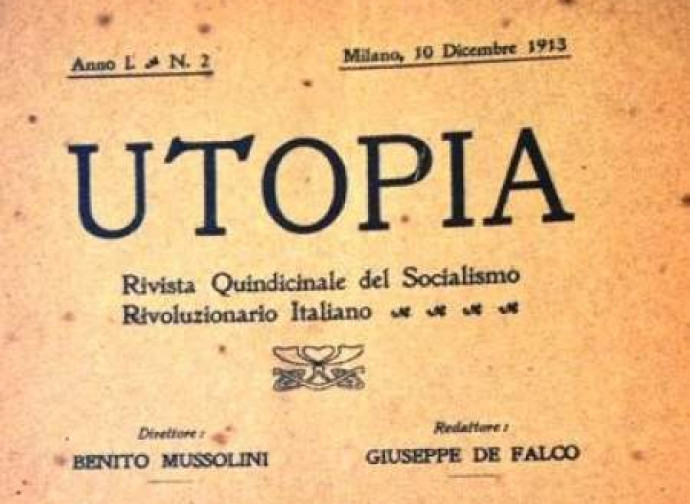 Anno I. N. 2
Milano, 10 Dicembre 1913
UTOPIA
Rivista Quindicinale del Socialismo
Rivoluzionario Italiano
Direttore:
BENITO MUSSOLINI
Redattore:
GIUSEPPE DE FALCO